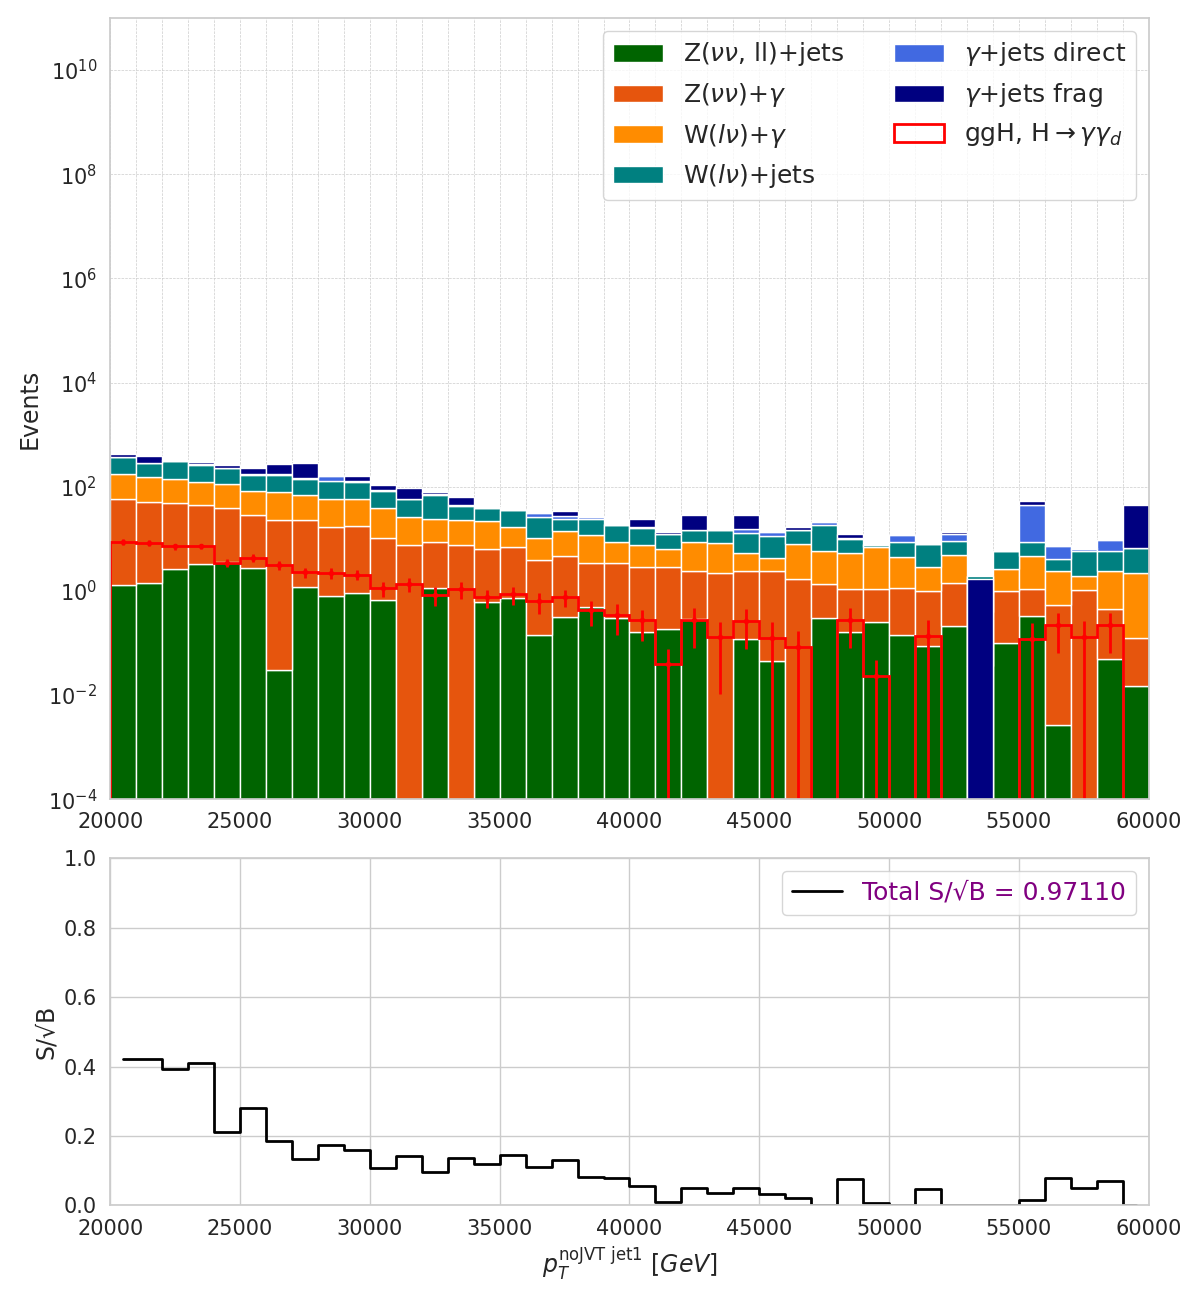 Events
10^10
10^8
10^6
10^4
10^2
10^0
10^−2
10^−4
Z(νν, ll)+jets
Z(νν)+γ
W(lν)+γ
W(lν)+jets
γ+jets direct
γ+jets frag
ggH, H→γγ_d
20000 25000 30000 35000 40000 45000 50000 55000 60000
S/√B
1.0
0.8
0.6
0.4
0.2
0.0
Total S/√B = 0.97110
20000 25000 30000 35000 40000 45000 50000 55000 60000
p_T^noJVT jet1 [GeV]